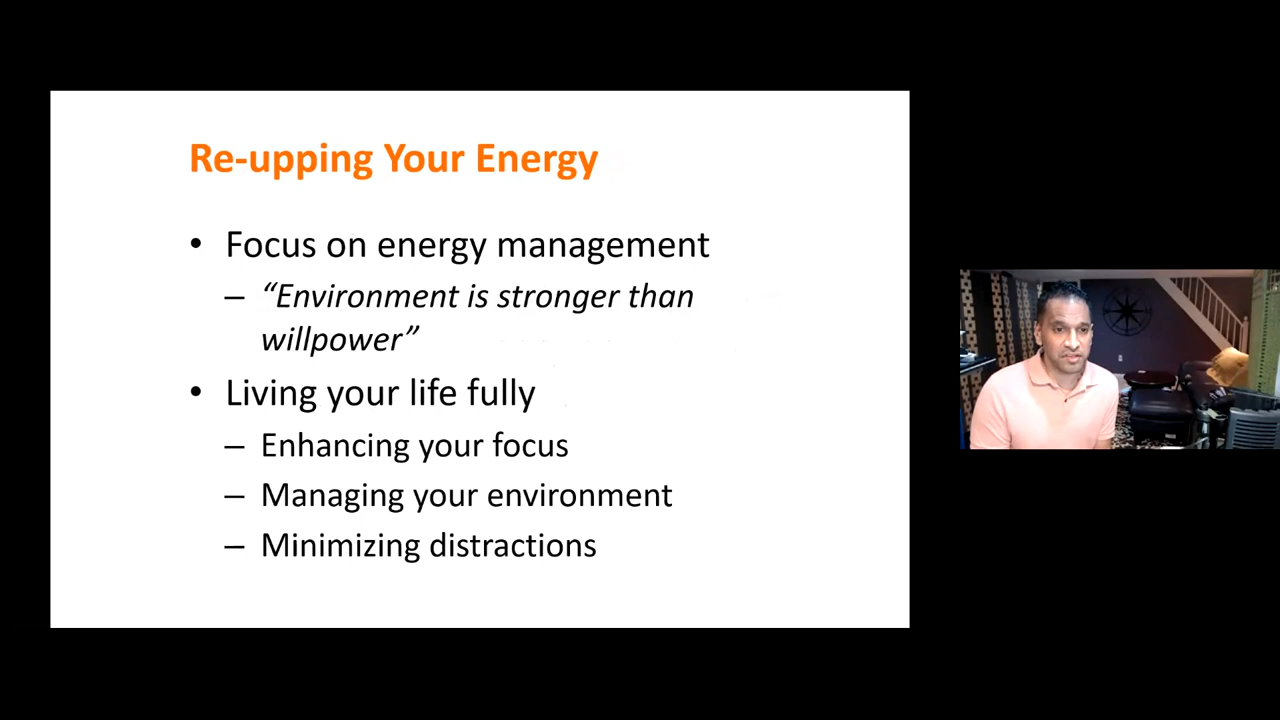 Re-upping Your Energy
• Focus on energy management
– “Environment is stronger than
willpower”
• Living your life fully
– Enhancing your focus
– Managing your environment
– Minimizing distractions